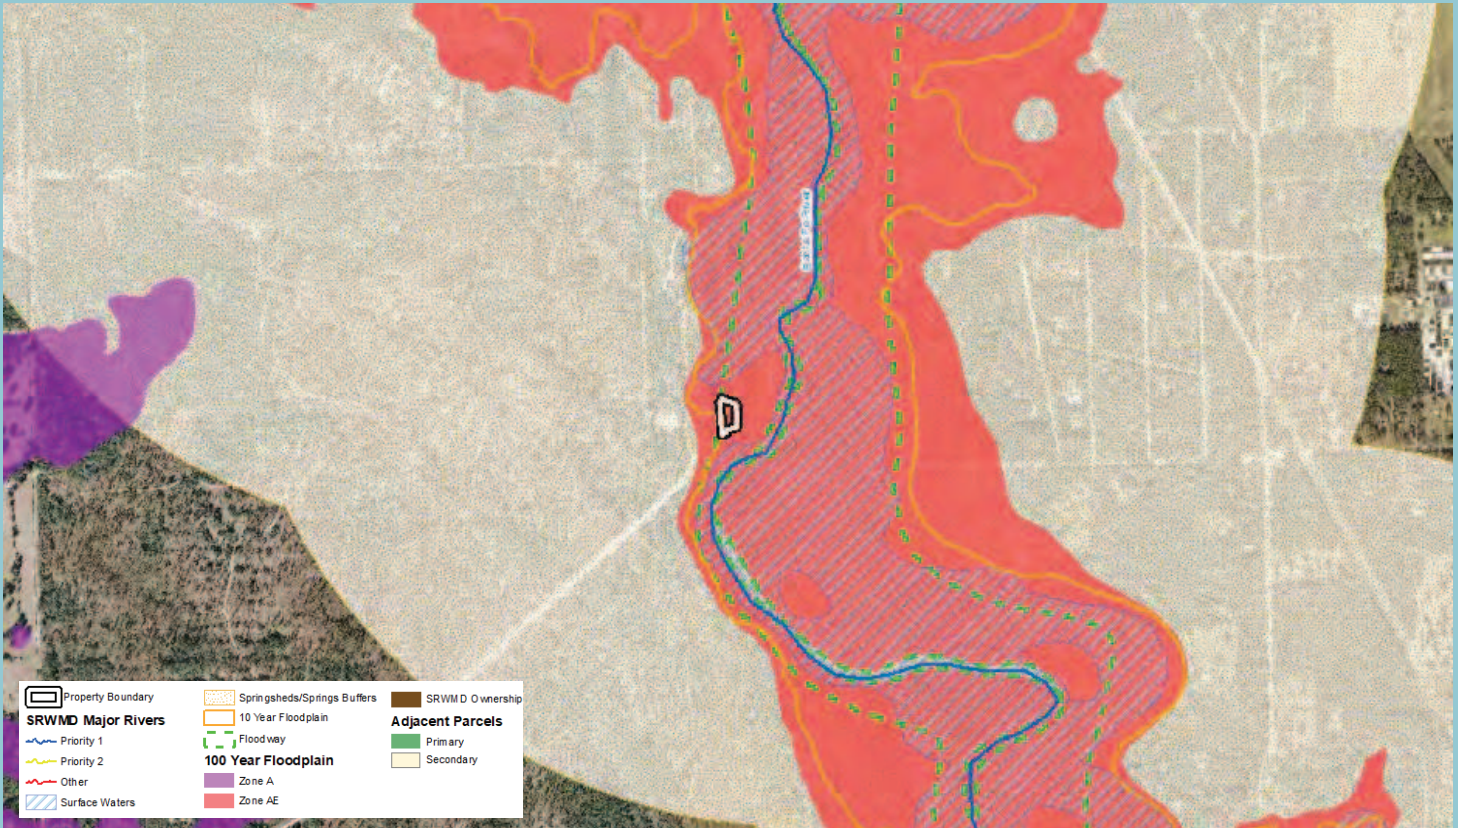 Property Boundary
SRWMD Major Rivers
Priority 1
Priority 2
Other
Surface Waters
Springsheds/Springs Buffers
10 Year Floodplain
Floodway
100 Year Floodplain
Zone A
Zone AE
SRWMD Ownership
Adjacent Parcels
Primary
Secondary